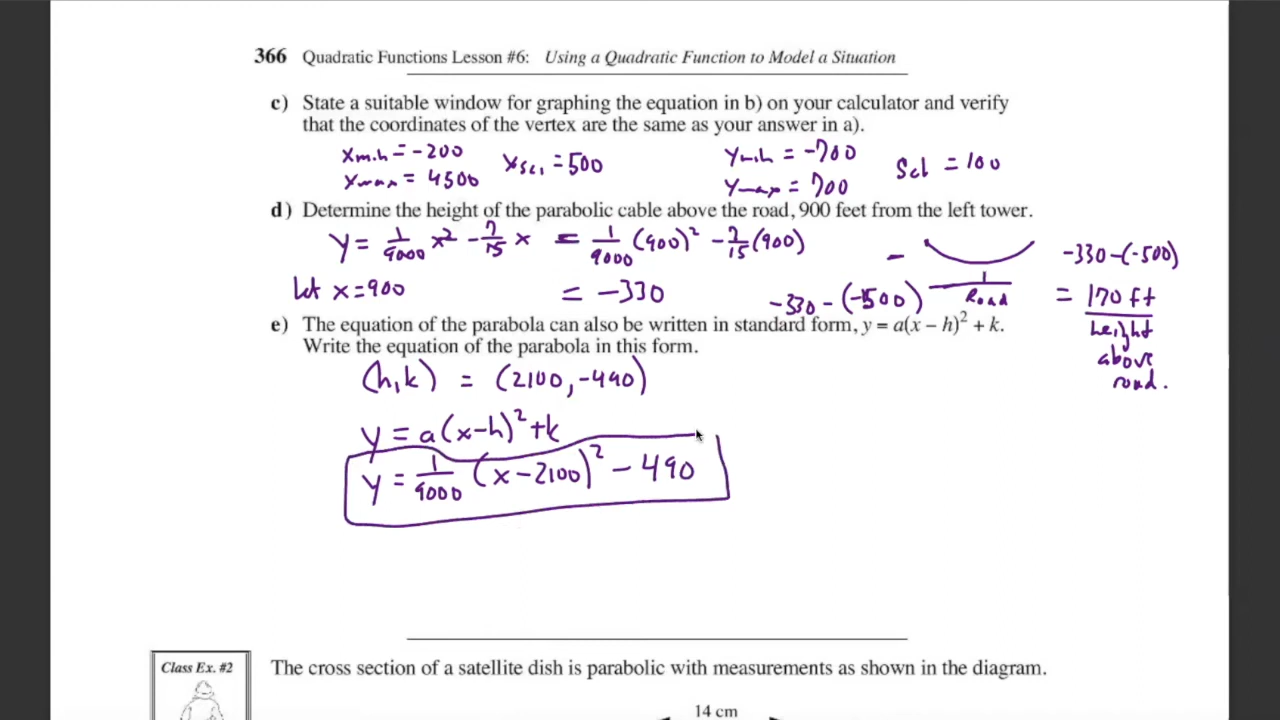 366 Quadratic Functions Lesson #6: Using a Quadratic Function to Model a Situation
c) State a suitable window for graphing the equation in b) on your calculator and verify
that the coordinates of the vertex are the same as your answer in a).
Xmin = -200
Xmax = 4500
Xscl = 500
Ymin = -700
Ymax = 700
Scl = 100
d) Determine the height of the parabolic cable above the road, 900 feet from the left tower.
y = 1/9000 x² - 7/15 x = 1/9000 (900)² - 7/15 (900)
Let x = 900
= -330
-330 - (-500)
Road
-330 - (-500)
= 170 ft
height
above
road.
e) The equation of the parabola can also be written in standard form, y = a(x – h)² + k.
Write the equation of the parabola in this form.
(h,k) = (2100, -490)
y = a(x-h)² + k
y = 1/9000 (x - 2100)² - 490
Class Ex. #2
The cross section of a satellite dish is parabolic with measurements as shown in the diagram.
14 cm